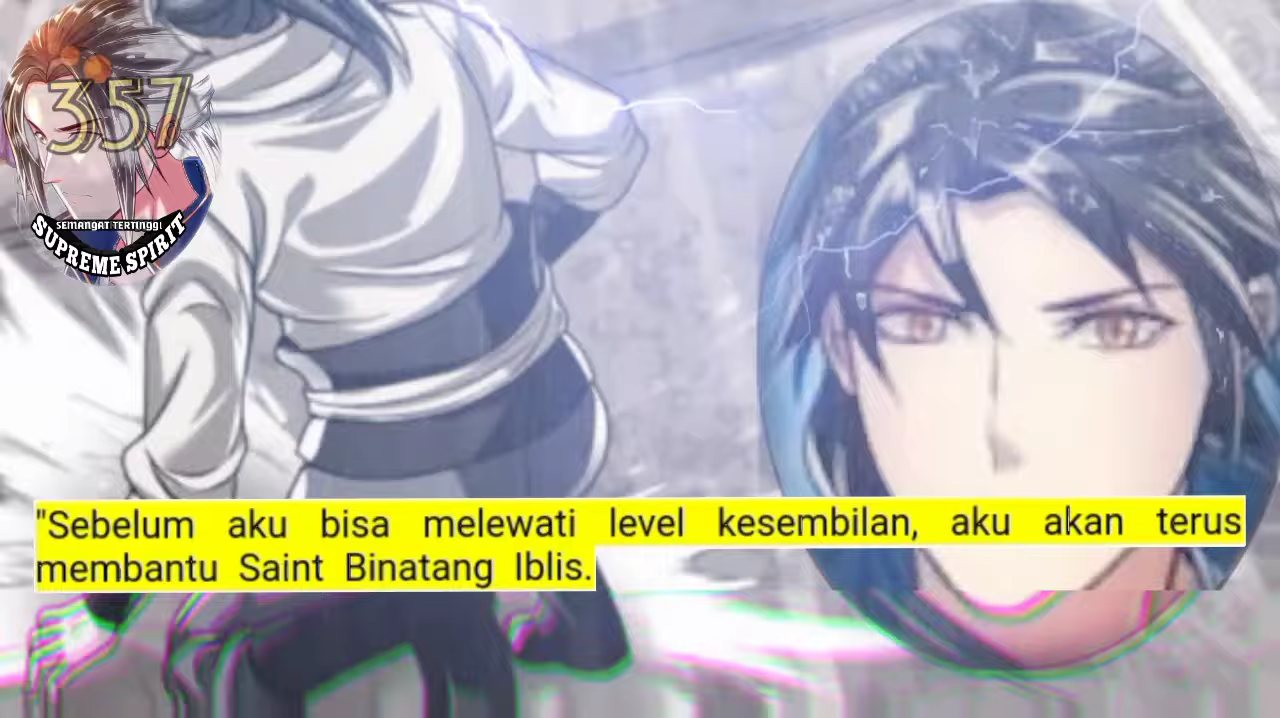 357
SEMANGAT TERTINGGI
SUPREME SPIRIT
"Sebelum aku bisa melewati level kesembilan, aku akan terus
membantu Saint Binatang Iblis.